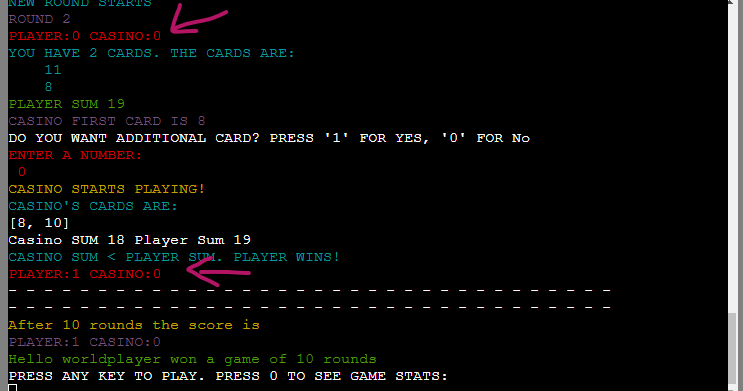 NEW ROUND STARTS
ROUND 2
PLAYER:0 CASINO:0
YOU HAVE 2 CARDS. THE CARDS ARE:
11
8
PLAYER SUM 19
CASINO FIRST CARD IS 8
DO YOU WANT ADDITIONAL CARD? PRESS '1' FOR YES, '0' FOR No
ENTER A NUMBER:
0
CASINO STARTS PLAYING!
CASINO'S CARDS ARE:
[8, 10]
Casino SUM 18 Player Sum 19
CASINO SUM < PLAYER SUM. PLAYER WINS!
PLAYER:1 CASINO:0
- - - - - - - - - - - - - - - - - - - - - - - - - - - - - - - - - - - -
- - - - - - - - - - - - - - - - - - - - - - - - - - - - - - - - - - - -
After 10 rounds the score is
PLAYER:1 CASINO:0
Hello worldplayer won a game of 10 rounds
PRESS ANY KEY TO PLAY. PRESS 0 TO SEE GAME STATS: